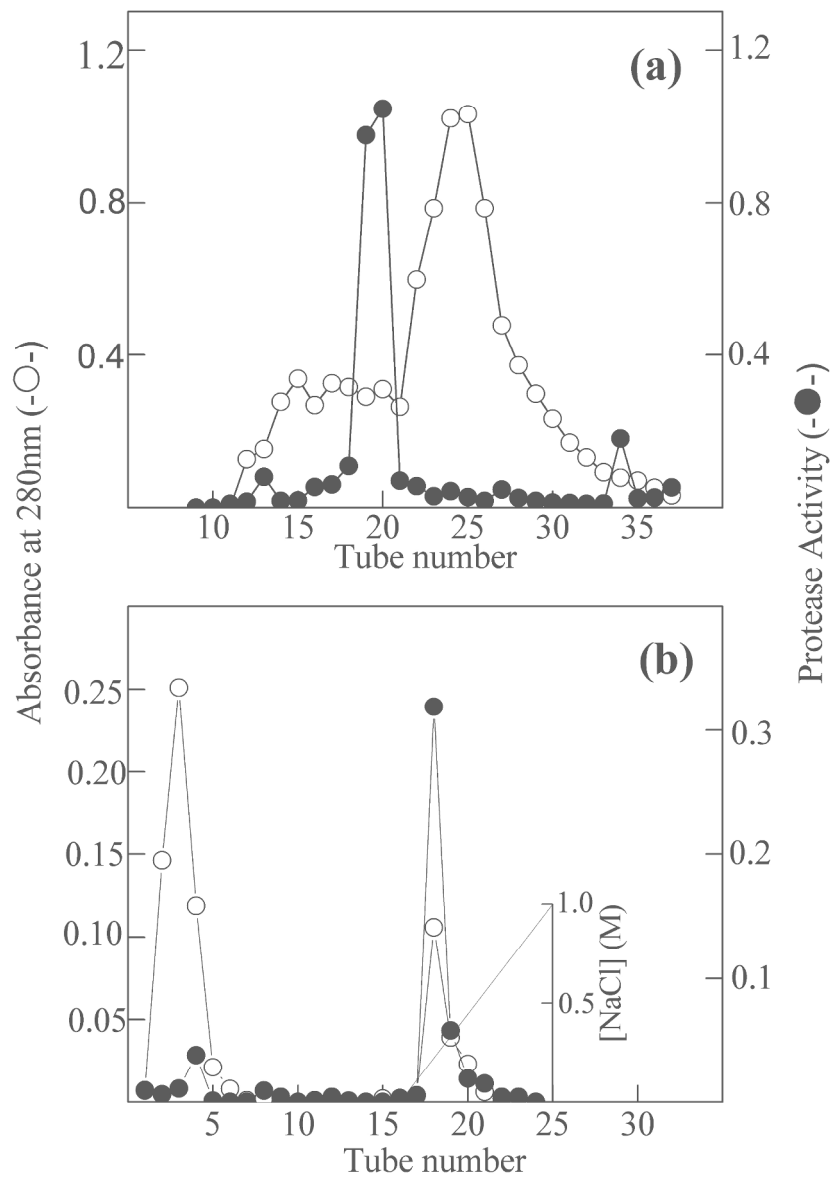 Absorbance at 280nm (-○-)
Protease Activity (-●-)
(a)
1.2
0.8
0.4
1.2
0.8
0.4
10 15 20 25 30 35
Tube number
(b)
0.25
0.20
0.15
0.10
0.05
0.3
0.2
0.1
1.0
0.5
[NaCl] (M)
5 10 15 20 25 30
Tube number